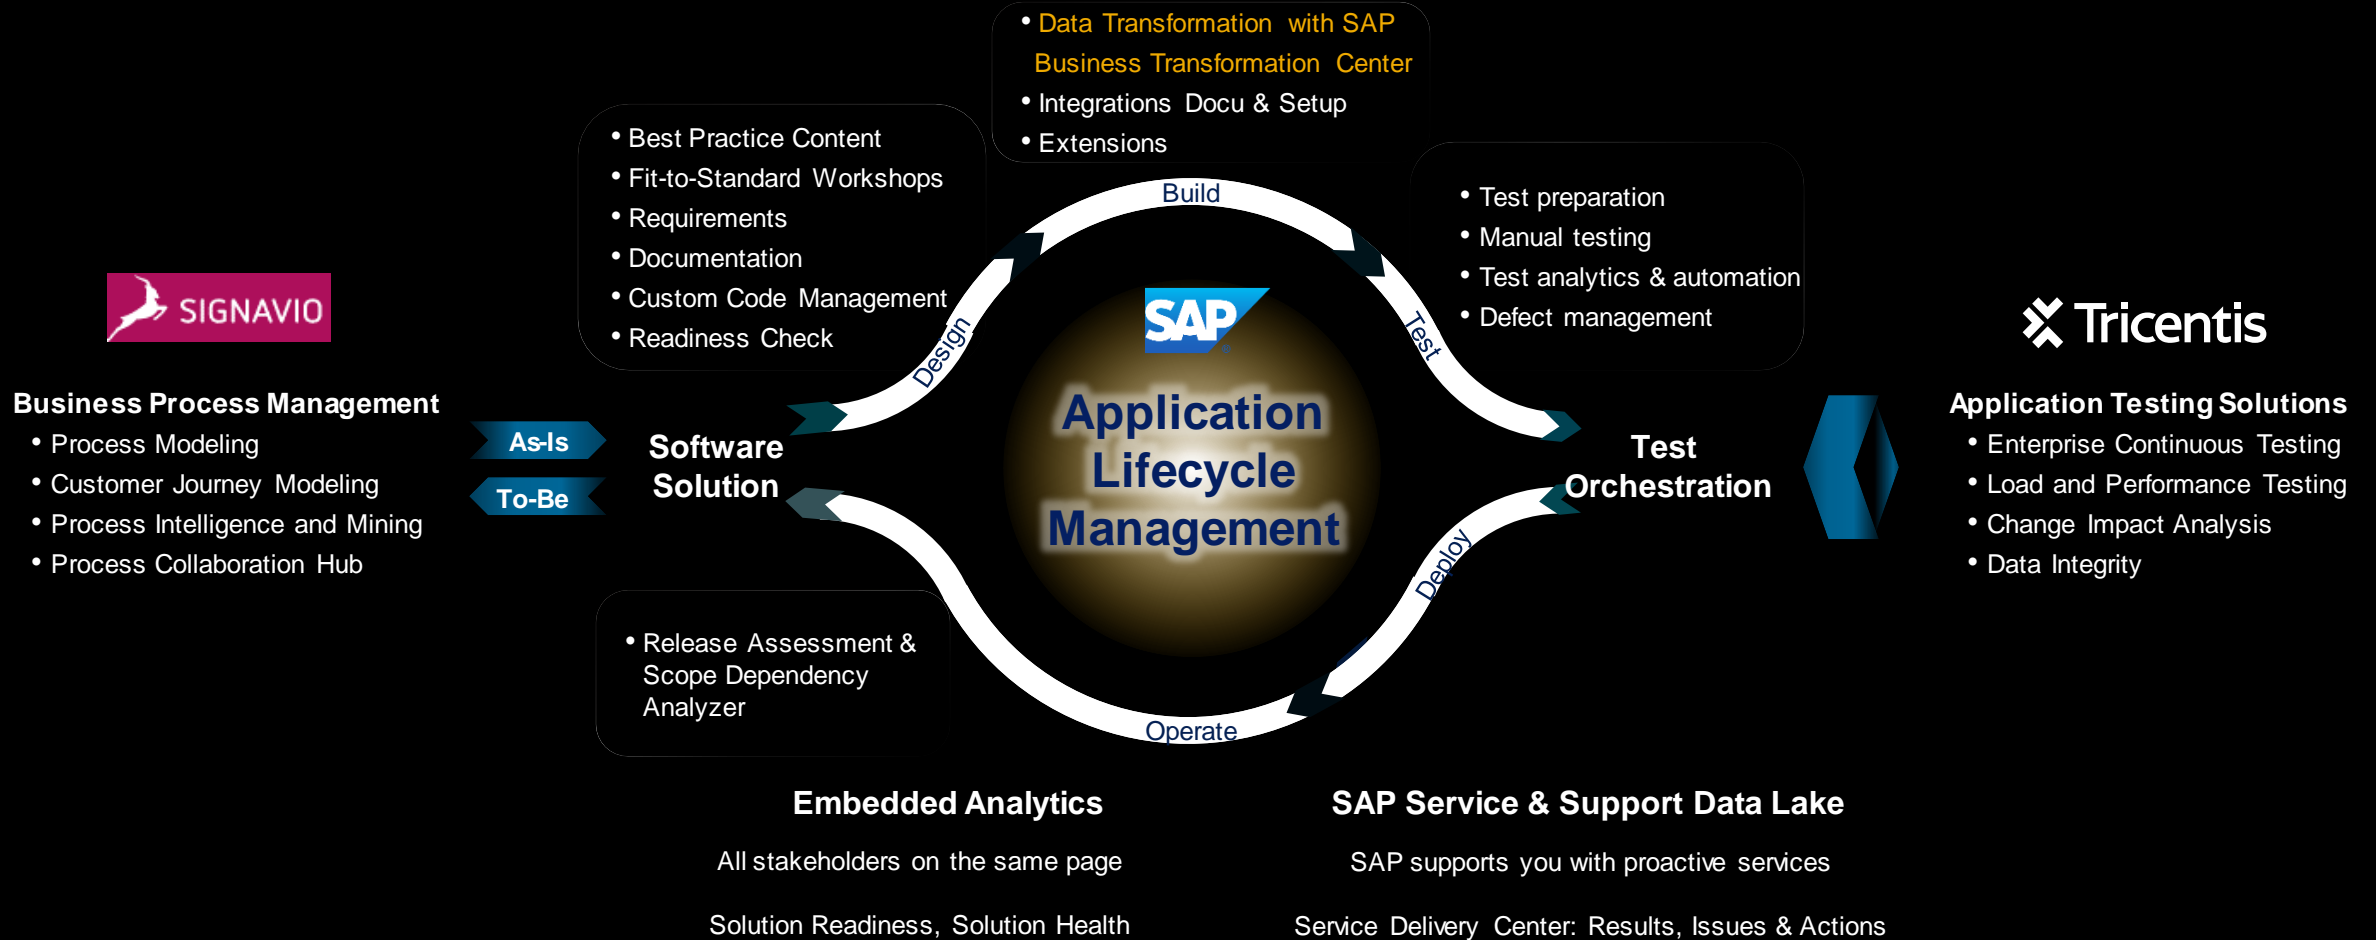 • Data Transformation with SAP
Business Transformation Center
• Integrations Docu & Setup
• Extensions
• Best Practice Content
• Fit-to-Standard Workshops
• Requirements
• Documentation
• Custom Code Management
• Readiness Check
• Test preparation
• Manual testing
• Test analytics & automation
• Defect management
Build
Design
Test
SIGNAVIO
Business Process Management
• Process Modeling
• Customer Journey Modeling
• Process Intelligence and Mining
• Process Collaboration Hub
As-Is
To-Be
Software
Solution
SAP
®
Application
Lifecycle
Management
Test
Orchestration
Tricentis
Application Testing Solutions
• Enterprise Continuous Testing
• Load and Performance Testing
• Change Impact Analysis
• Data Integrity
Deploy
Operate
• Release Assessment &
Scope Dependency
Analyzer
Embedded Analytics
All stakeholders on the same page
Solution Readiness, Solution Health
SAP Service & Support Data Lake
SAP supports you with proactive services
Service Delivery Center: Results, Issues & Actions